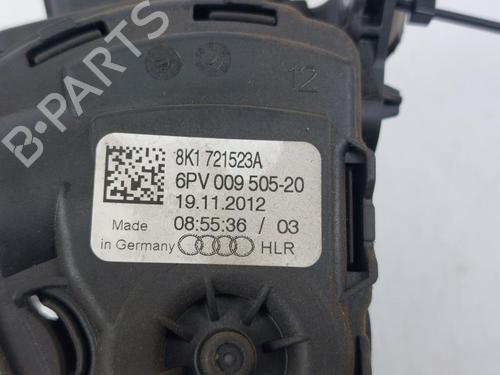 B-PARTS
12
8K1 721523A
6PV 009 505-20
19.11.2012
Made 08:55:36 / 03
in Germany HLR